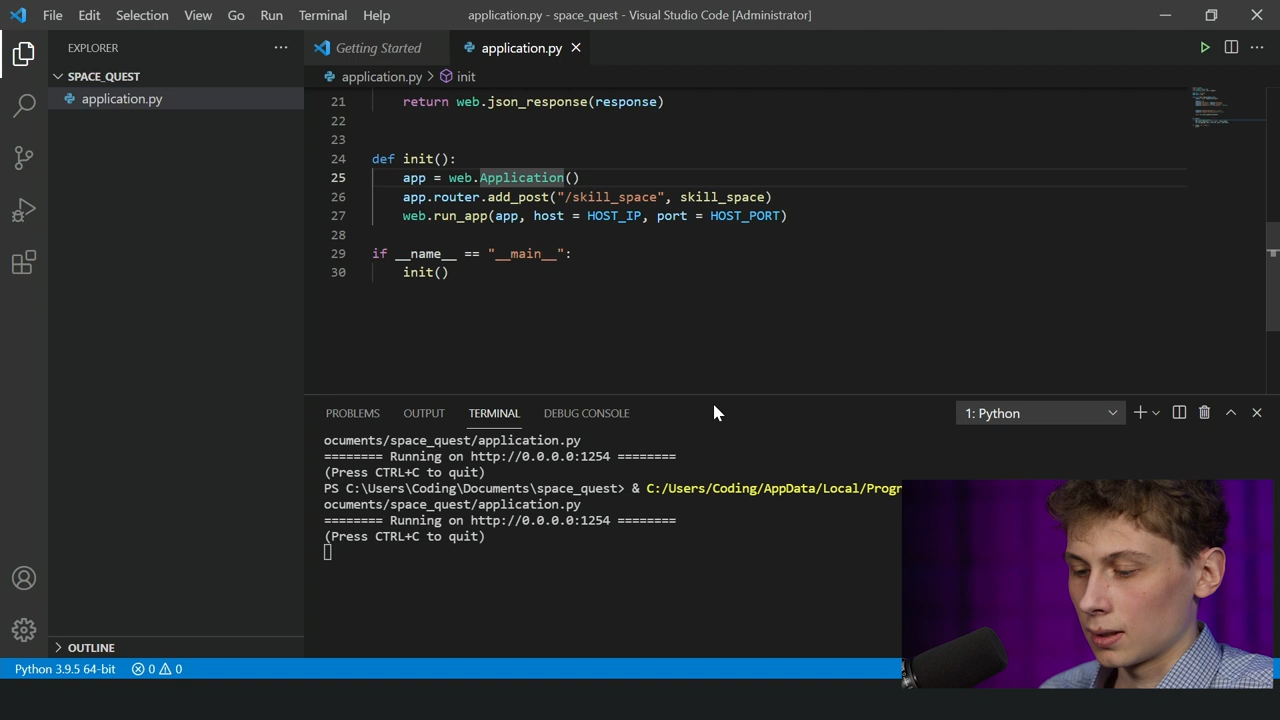 File Edit Selection View Go Run Terminal Help application.py - space_quest - Visual Studio Code [Administrator]
EXPLORER
SPACE_QUEST
application.py
Getting Started application.py
application.py > init
21 return web.json_response(response)
22
23
24 def init():
25 app = web.Application()
26 app.router.add_post("/skill_space", skill_space)
27 web.run_app(app, host = HOST_IP, port = HOST_PORT)
28
29 if __name__ == "__main__":
30 init()
PROBLEMS OUTPUT TERMINAL DEBUG CONSOLE 1: Python
ocuments/space_quest/application.py
======== Running on http://0.0.0.0:1254 ========
(Press CTRL+C to quit)
PS C:\Users\Coding\Documents\space_quest> & C:/Users/Coding/AppData/Local/Progr
ocuments/space_quest/application.py
======== Running on http://0.0.0.0:1254 ========
(Press CTRL+C to quit)
OUTLINE
Python 3.9.5 64-bit 0 0